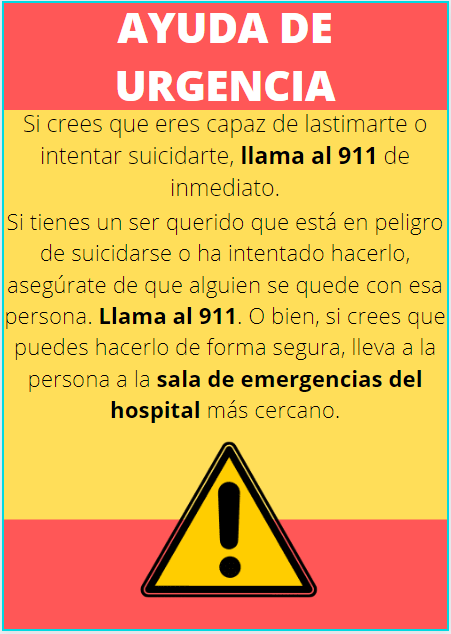 AYUDA DE
URGENCIA
Si crees que eres capaz de lastimarte o
intentar suicidarte, llama al 911 de
inmediato.
Si tienes un ser querido que está en peligro
de suicidarse o ha intentado hacerlo,
asegúrate de que alguien se quede con esa
persona. Llama al 911. O bien, si crees que
puedes hacerlo de forma segura, lleva a la
persona a la sala de emergencias del
hospital más cercano.